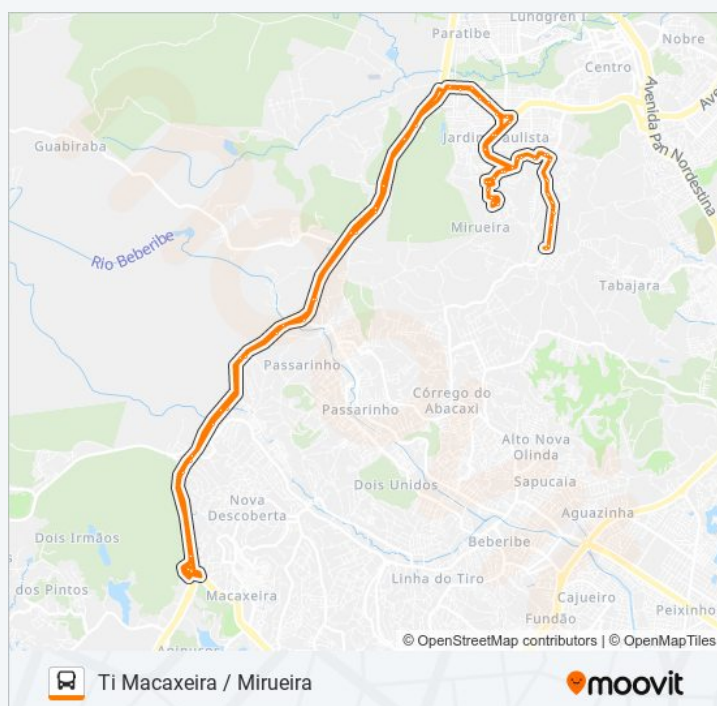 Lundgren I
Paratibe
Nobre
Centro
Avenida Pan Nordestina
Guabiraba
Jardim Paulista
Mirueira
Rio Beberibe
Tabajara
Passarinho
Passarinho
Córrego do
Abacaxi
Alto Nova
Olinda
Sapucaia
Dois Unidos
Aguazinha
Nova
Descoberta
Dois Irmãos
Beberibe
dos Pintos
Linha do Tiro
Macaxeira
Cajueiro
Peixinho
Fundão
© OpenStreetMap contributors | © OpenMapTiles
Ti Macaxeira / Mirueira
moovit